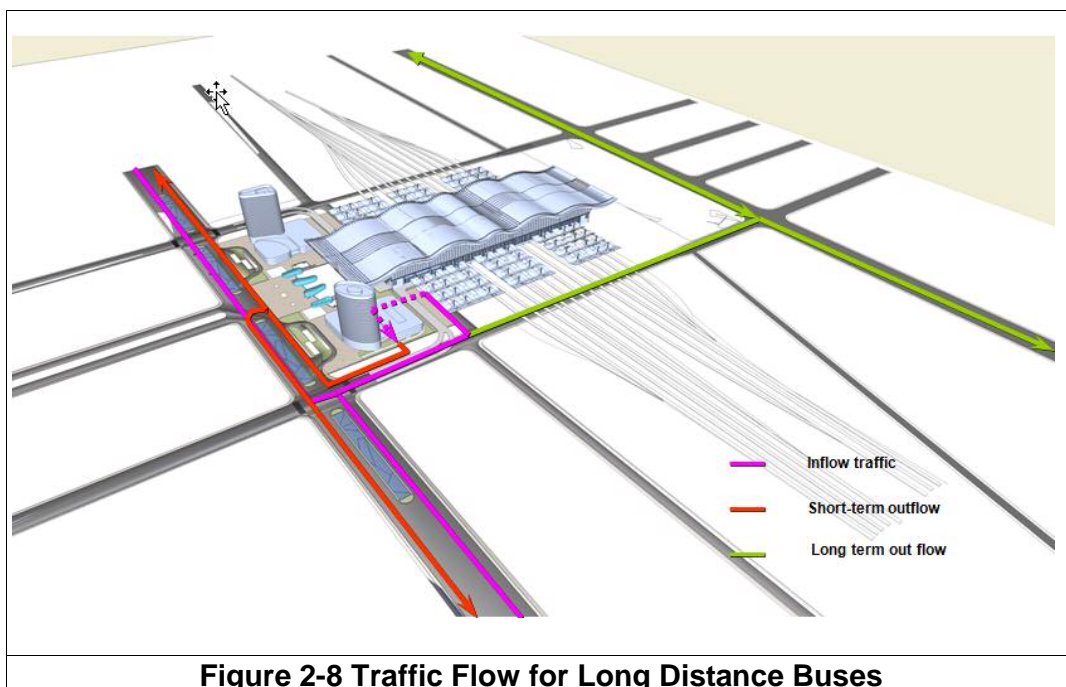 Inflow traffic
Short-term outflow
Long term out flow
Figure 2-8 Traffic Flow for Long Distance Buses